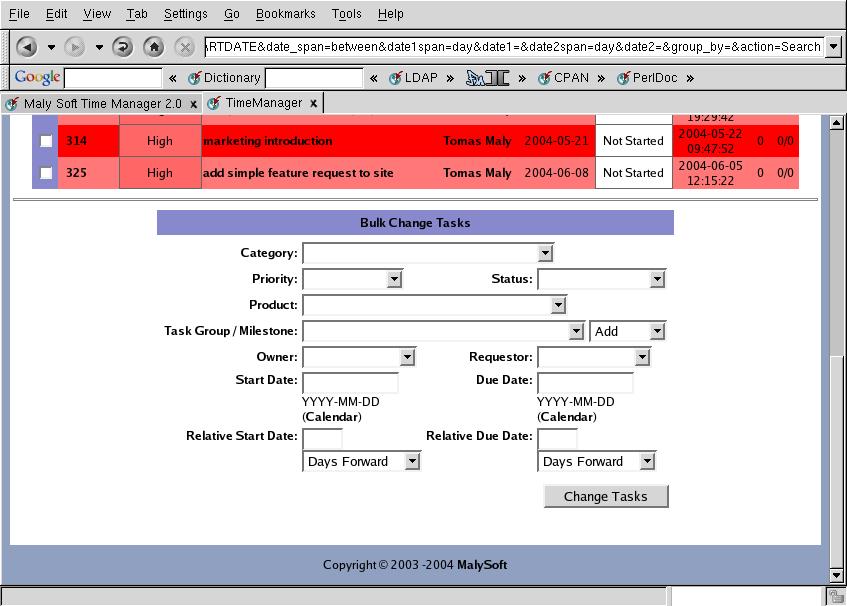 File Edit View Tab Settings Go Bookmarks Tools Help
\RTDATE&date_span=between&date1span=day&date1=&date2span=day&date2=&group_by=&action=Search
Google « Dictionary « LDAP » » CPAN » PerlDoc »
Maly Soft Time Manager 2.0 x TimeManager x
19:29:42
314 High marketing introduction Tomas Maly 2004-05-21 Not Started 2004-05-22 0 0/0
09:47:52
325 High add simple feature request to site Tomas Maly 2004-06-08 Not Started 2004-06-05 0 0/0
12:15:22
Bulk Change Tasks
Category:
Priority: Status:
Product:
Task Group / Milestone: Add
Owner: Requestor:
Start Date: Due Date:
YYYY-MM-DD YYYY-MM-DD
(Calendar) (Calendar)
Relative Start Date: Relative Due Date:
Days Forward Days Forward
Change Tasks
Copyright © 2003 -2004 MalySoft